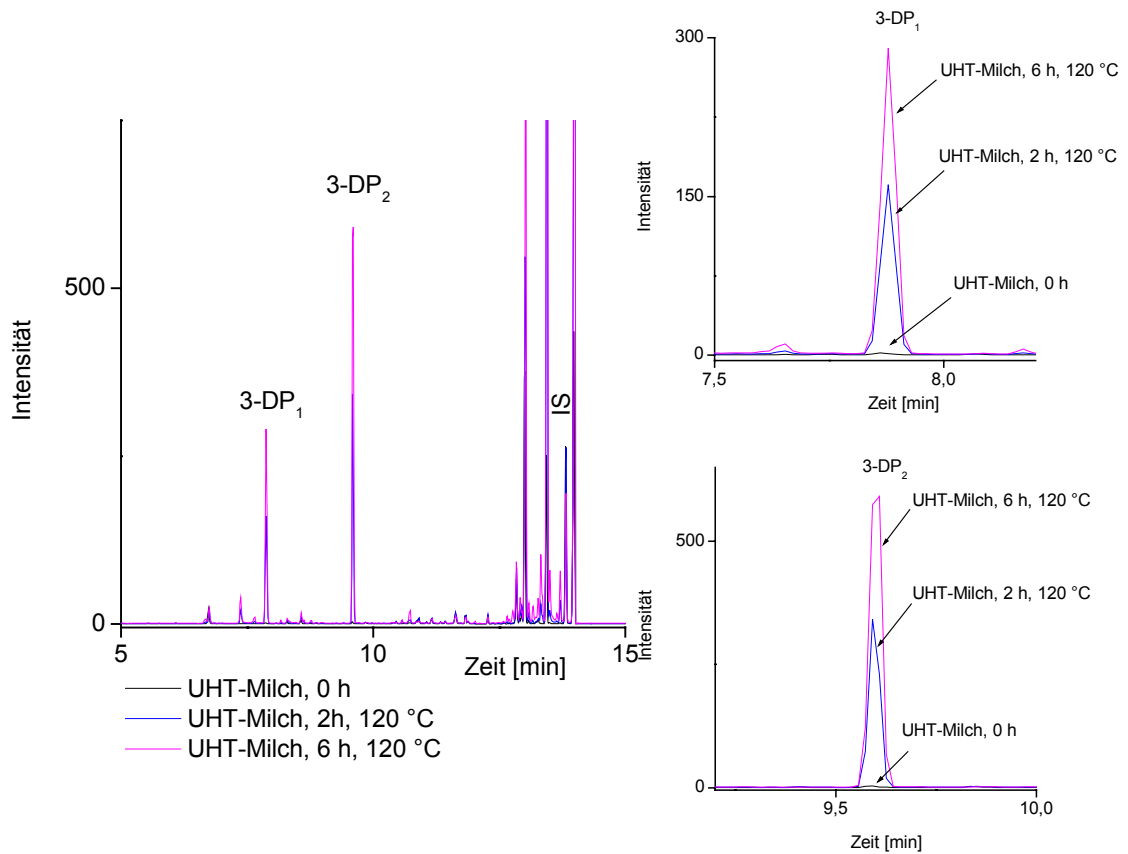 Intensität
500
0
3-DP₁
3-DP₂
IS
5
10
15
Zeit [min]
UHT-Milch, 0 h
UHT-Milch, 2h, 120 °C
UHT-Milch, 6 h, 120 °C
3-DP₁
300
150
0
Intensität
UHT-Milch, 6 h, 120 °C
UHT-Milch, 2 h, 120 °C
UHT-Milch, 0 h
7,5
8,0
Zeit [min]
3-DP₂
500
0
Intensität
UHT-Milch, 6 h, 120 °C
UHT-Milch, 2 h, 120 °C
UHT-Milch, 0 h
9,5
10,0
Zeit [min]